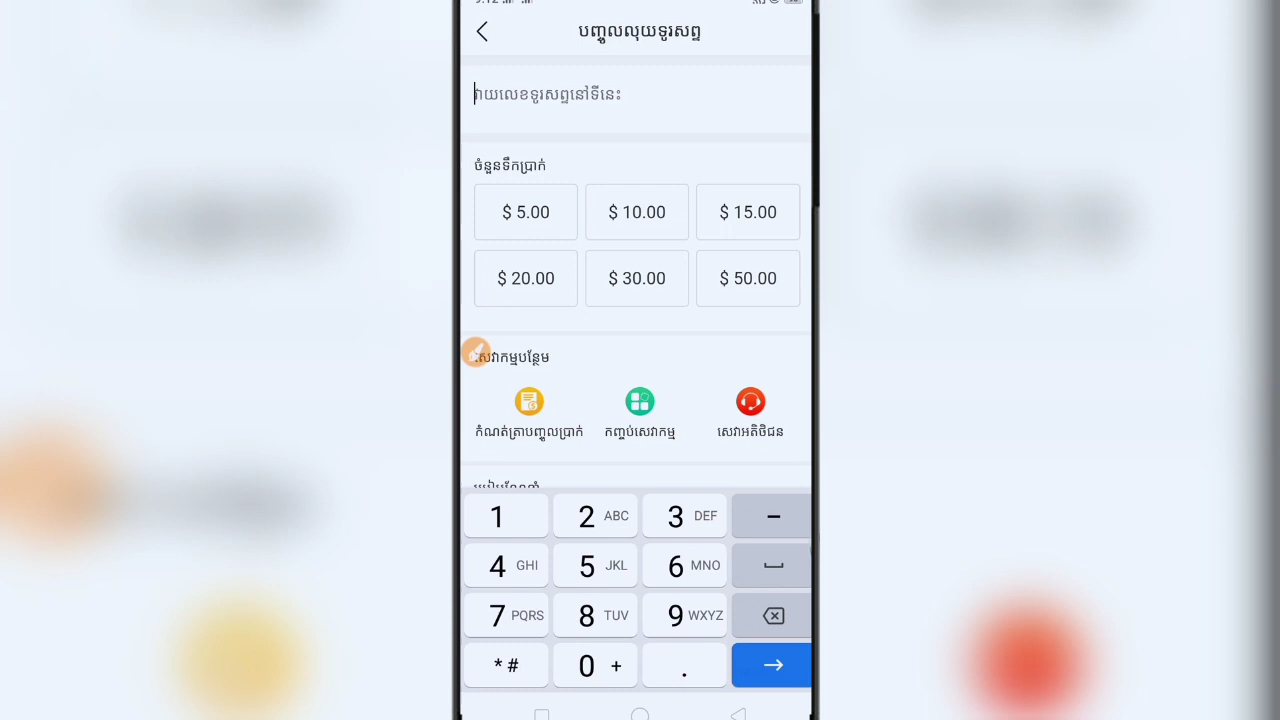 បញ្ចូលលុយទូរសព្ទ
វាយលេខទូរសព្ទនៅទីនេះ
ចំនួនទឹកប្រាក់
$ 5.00 $ 10.00 $ 15.00
$ 20.00 $ 30.00 $ 50.00
សេវាកម្មបន្ថែម
កំណត់ត្រាបញ្ចូលប្រាក់ កញ្ចប់សេវាកម្ម សេវាអតិថិជន
1 2 ABC 3 DEF –
4 GHI 5 JKL 6 MNO
7 PQRS 8 TUV 9 WXYZ
* # 0 + .